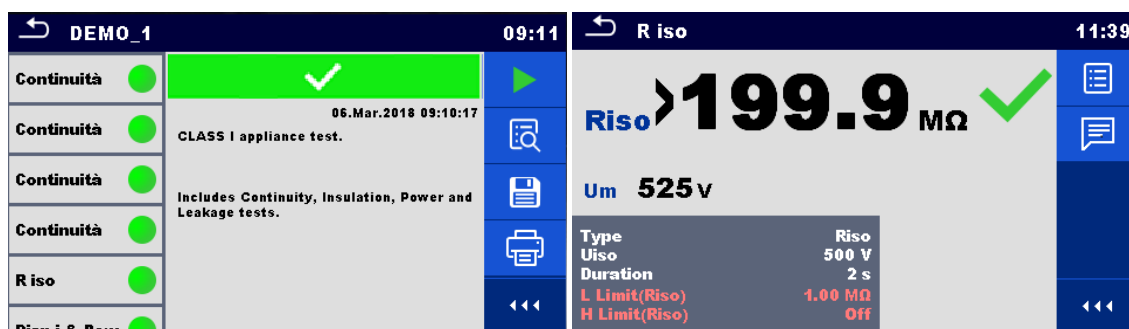 DEMO_1
09:11
Continuità
Continuità
Continuità
Continuità
R iso
06.Mar.2018 09:10:17
CLASS I appliance test.
Includes Continuity, Insulation, Power and
Leakage tests.
R iso
11:39
Riso >199.9 MΩ
Um 525 V
Type Riso
Uiso 500 V
Duration 2 s
L Limit(Riso) 1.00 MΩ
H Limit(Riso) Off